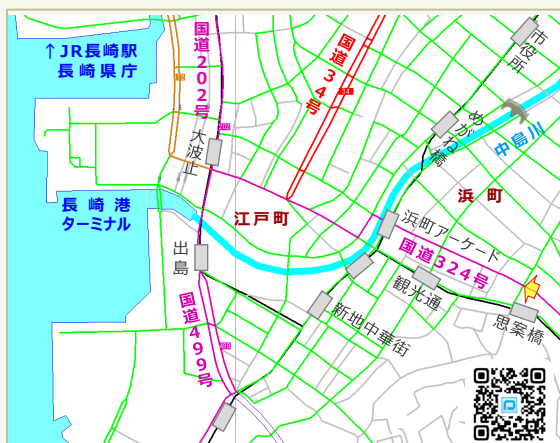 ↑JR長崎駅
長崎県庁
国道202号
国道34号
市役所
めがね橋
中島川
大波止
長崎港
ターミナル
江戸町
浜町
浜町アーケード
国道324号
出島
観光通
思案橋
新地中華街
国道499号